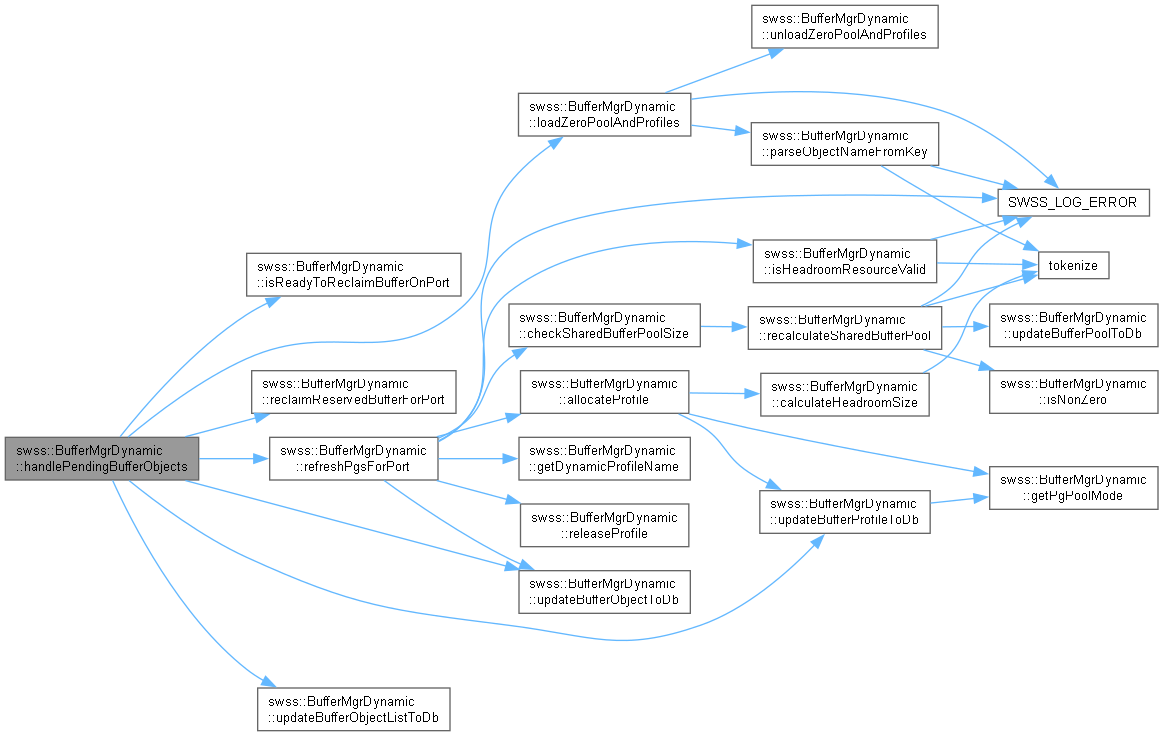 swss::BufferMgrDynamic
::unloadZeroPoolAndProfiles
swss::BufferMgrDynamic
::loadZeroPoolAndProfiles
swss::BufferMgrDynamic
::parseObjectNameFromKey
SWSS_LOG_ERROR
swss::BufferMgrDynamic
::isHeadroomResourceValid
tokenize
swss::BufferMgrDynamic
::isReadyToReclaimBufferOnPort
swss::BufferMgrDynamic
::checkSharedBufferPoolSize
swss::BufferMgrDynamic
::recalculateSharedBufferPool
swss::BufferMgrDynamic
::updateBufferPoolToDb
swss::BufferMgrDynamic
::reclaimReservedBufferForPort
swss::BufferMgrDynamic
::allocateProfile
swss::BufferMgrDynamic
::calculateHeadroomSize
swss::BufferMgrDynamic
::isNonZero
swss::BufferMgrDynamic
::handlePendingBufferObjects
swss::BufferMgrDynamic
::refreshPgsForPort
swss::BufferMgrDynamic
::getDynamicProfileName
swss::BufferMgrDynamic
::getPgPoolMode
swss::BufferMgrDynamic
::releaseProfile
swss::BufferMgrDynamic
::updateBufferProfileToDb
swss::BufferMgrDynamic
::updateBufferObjectToDb
swss::BufferMgrDynamic
::updateBufferObjectListToDb